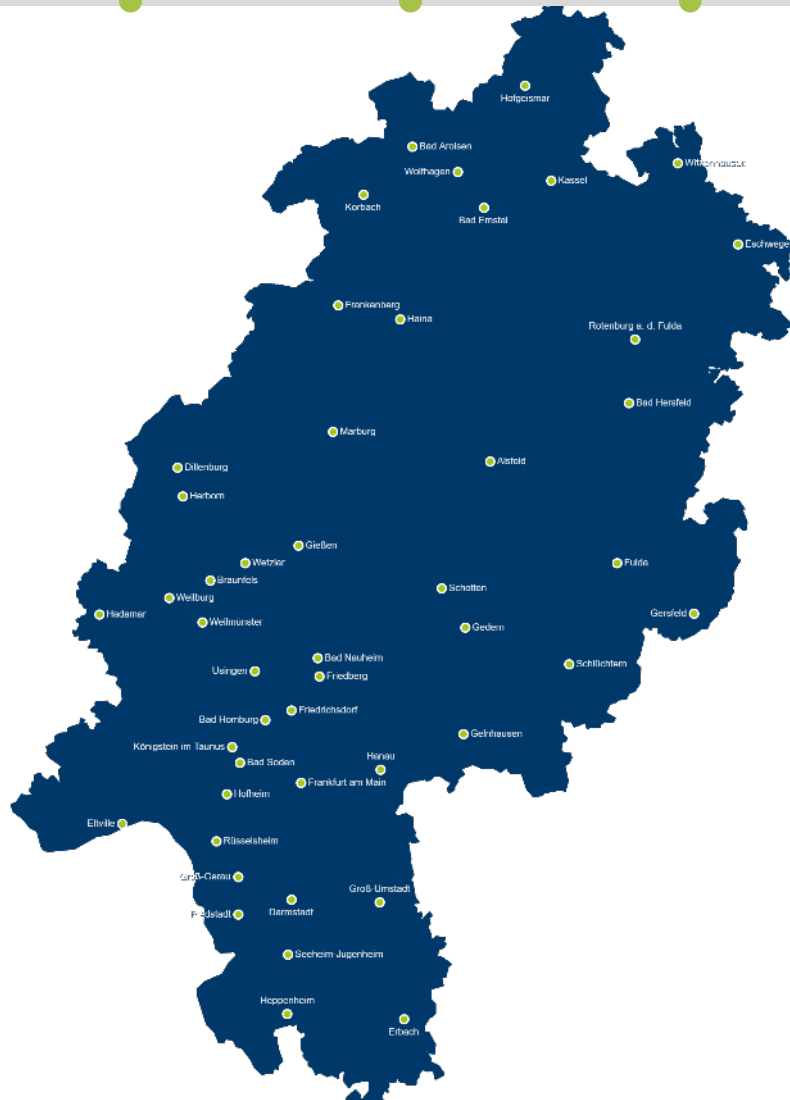 Hofgeismar
Bad Arolsen
Witzenhausen
Wolfhagen
Kassel
Korbach
Bad Emstal
Eschwege
Frankenberg
Haina
Rotenburg a. d. Fulda
Bad Hersfeld
Marburg
Alsfeld
Dillenburg
Herborn
Gießen
Wetzlar
Fulda
Braunfels
Schotten
Weilburg
Hadamar
Gersfeld
Weilmünster
Gedern
Bad Nauheim
Schlüchtern
Usingen
Friedberg
Friedrichsdorf
Bad Homburg
Gelnhausen
Königstein im Taunus
Hanau
Bad Soden
Frankfurt am Main
Hofheim
Eltville
Rüsselsheim
Groß-Gerau
Groß-Umstadt
Darmstadt
Riedstadt
Seeheim-Jugenheim
Heppenheim
Erbach